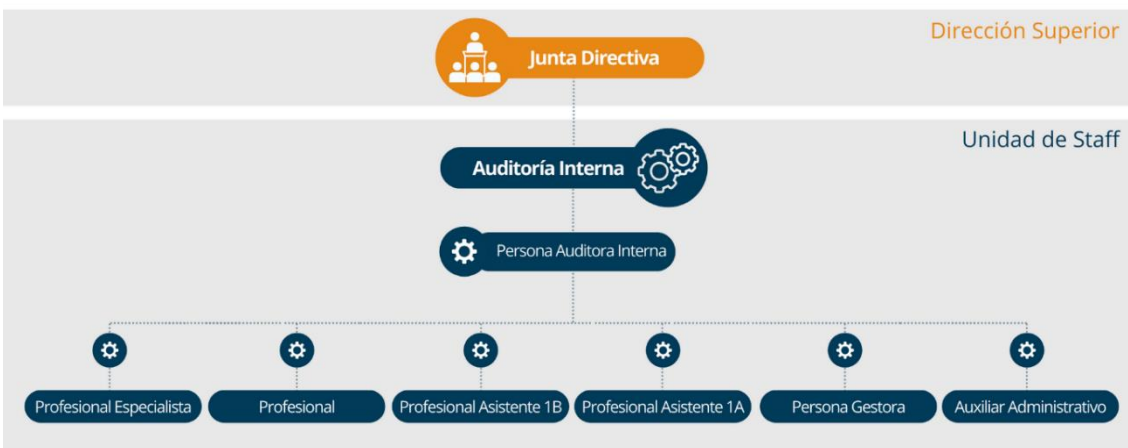 Dirección Superior
Junta Directiva
Unidad de Staff
Auditoría Interna
Persona Auditora Interna
Profesional Especialista
Profesional
Profesional Asistente 1B
Profesional Asistente 1A
Persona Gestora
Auxiliar Administrativo